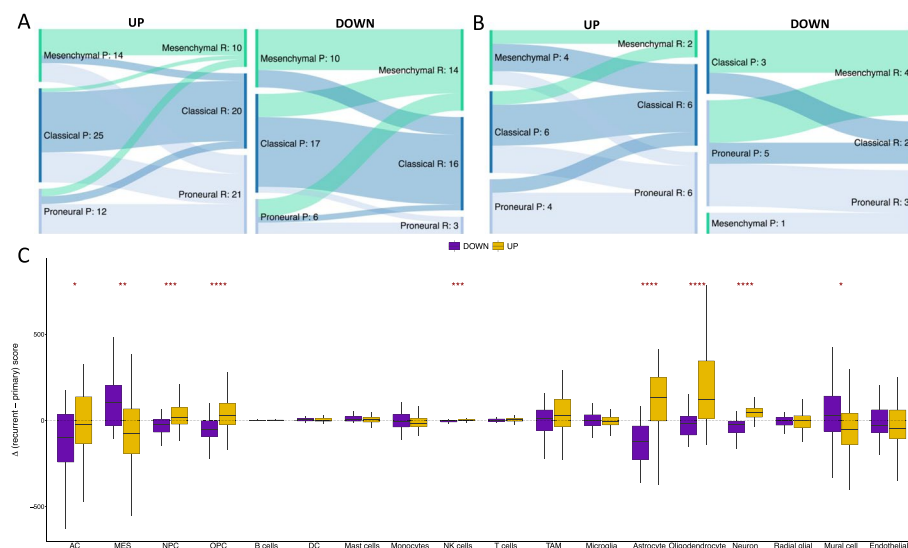 A
UP
DOWN
Mesenchymal P: 14
Mesenchymal R: 10
Classical P: 25
Classical R: 20
Proneural P: 12
Proneural R: 21
Mesenchymal P: 10
Mesenchymal R: 14
Classical P: 17
Classical R: 16
Proneural P: 6
Proneural R: 3
B
UP
DOWN
Mesenchymal P: 4
Mesenchymal R: 2
Classical P: 6
Classical R: 6
Proneural P: 4
Proneural R: 6
Classical P: 3
Mesenchymal R: 4
Proneural P: 5
Classical R: 2
Mesenchymal P: 1
Proneural R: 3
C
DOWN UP
Δ (recurrent − primary) score
500
0
−500
* ** *** **** *** **** **** **** *
AC MES NPC OPC B cells DC Mast cells Monocytes NK cells T cells TAM Microglia Astrocyte Oligodendrocyte Neuron Radial glia Mural cell Endothelial